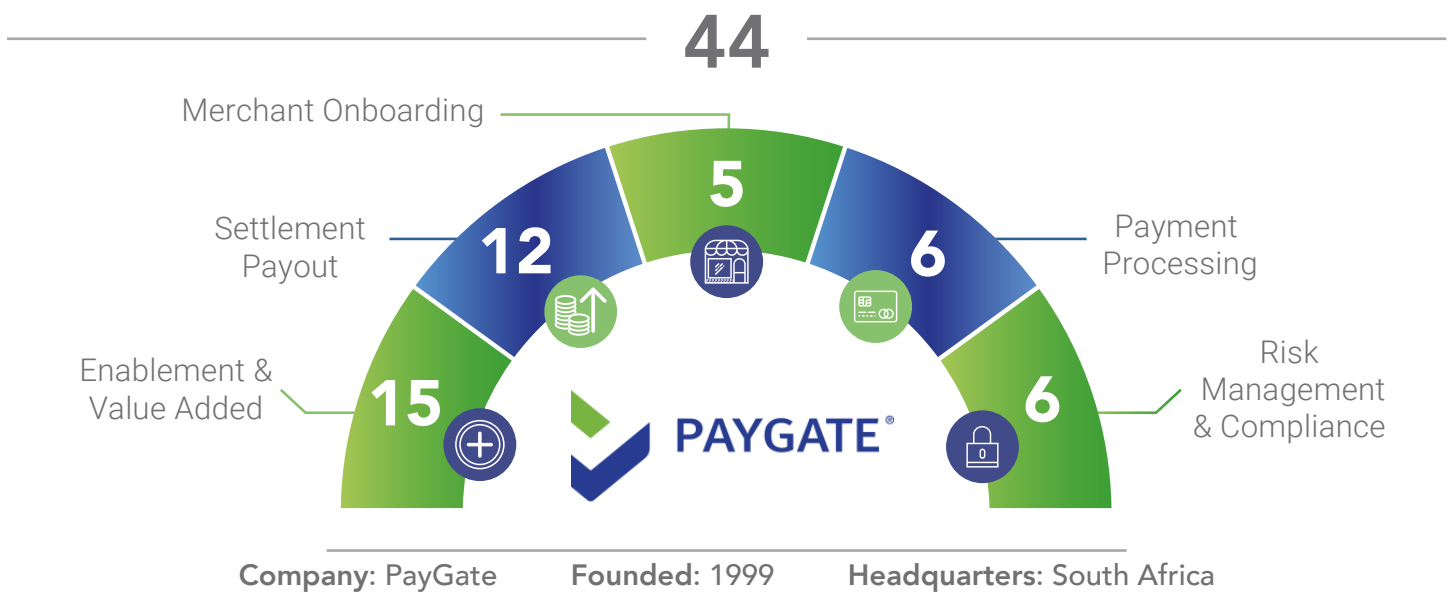 44
Merchant Onboarding
5
Settlement
Payout
12
6
Payment
Processing
Enablement &
Value Added
15
6
Risk
Management
& Compliance
PAYGATE®
Company: PayGate Founded: 1999 Headquarters: South Africa